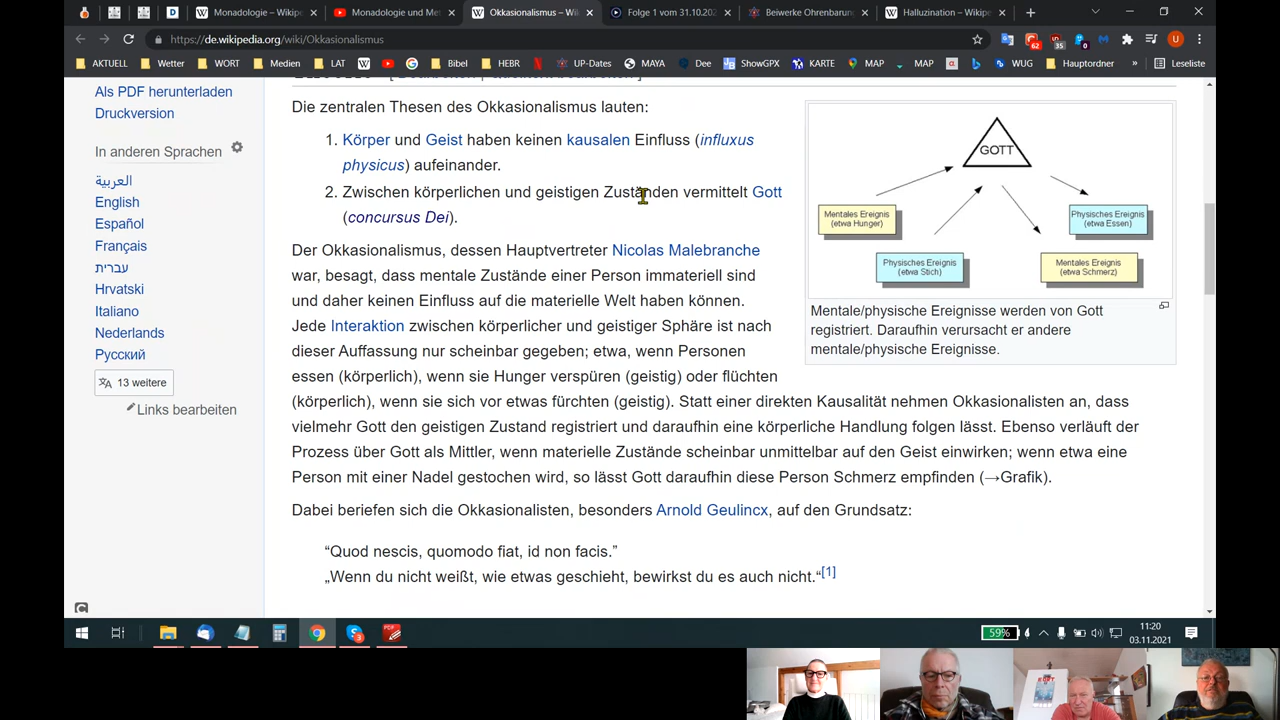 Monadologie – Wikip
Monadologie und Me
Okkasionalismus – Wi
Folge 1 vom 31.10.202
Beiwerke Ohrenbarung
Halluzination – Wikipe
https://de.wikipedia.org/wiki/Okkasionalismus
62
35
0
U
AKTUELL
Wetter
WORT
Medien
LAT
W
Bibel
HEBR
UP-Dates
MAYA
Dee
ShowGPX
KARTE
MAP
MAP
WUG
Hauptordner
»
Leseliste
Als PDF herunterladen
Druckversion
In anderen Sprachen
العربية
English
Español
Français
עברית
Hrvatski
Italiano
Nederlands
Русский
13 weitere
Links bearbeiten
Die zentralen Thesen des Okkasionalismus lauten:
1. Körper und Geist haben keinen kausalen Einfluss (influxus
physicus) aufeinander.
2. Zwischen körperlichen und geistigen Zuständen vermittelt Gott
(concursus Dei).
Der Okkasionalismus, dessen Hauptvertreter Nicolas Malebranche
war, besagt, dass mentale Zustände einer Person immateriell sind
und daher keinen Einfluss auf die materielle Welt haben können.
Jede Interaktion zwischen körperlicher und geistiger Sphäre ist nach
dieser Auffassung nur scheinbar gegeben; etwa, wenn Personen
essen (körperlich), wenn sie Hunger verspüren (geistig) oder flüchten
(körperlich), wenn sie sich vor etwas fürchten (geistig). Statt einer direkten Kausalität nehmen Okkasionalisten an, dass
vielmehr Gott den geistigen Zustand registriert und daraufhin eine körperliche Handlung folgen lässt. Ebenso verläuft der
Prozess über Gott als Mittler, wenn materielle Zustände scheinbar unmittelbar auf den Geist einwirken; wenn etwa eine
Person mit einer Nadel gestochen wird, so lässt Gott daraufhin diese Person Schmerz empfinden (→Grafik).
Dabei beriefen sich die Okkasionalisten, besonders Arnold Geulincx, auf den Grundsatz:
“Quod nescis, quomodo fiat, id non facis.”
„Wenn du nicht weißt, wie etwas geschieht, bewirkst du es auch nicht.“[1]
GOTT
Mentales Ereignis
(etwa Hunger)
Physisches Ereignis
(etwa Essen)
Physisches Ereignis
(etwa Stich)
Mentales Ereignis
(etwa Schmerz)
Mentale/physische Ereignisse werden von Gott
registriert. Daraufhin verursacht er andere
mentale/physische Ereignisse.
59%
11:20
03.11.2021